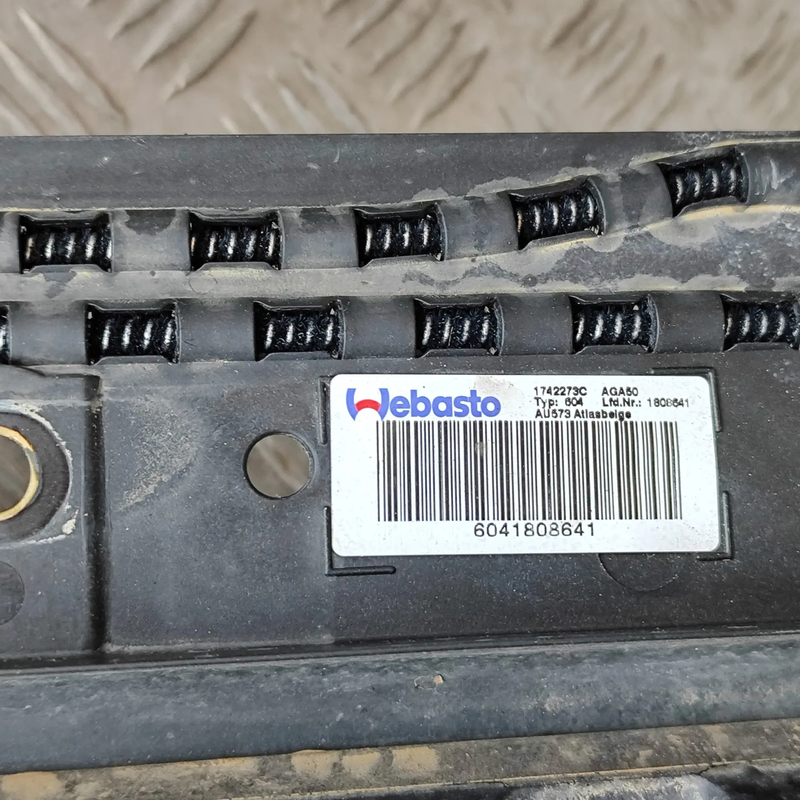 Webasto
1742273C AGA50
Typ: 604 Lfd.Nr.: 1808641
AU573 Atlasbeige
6041808641